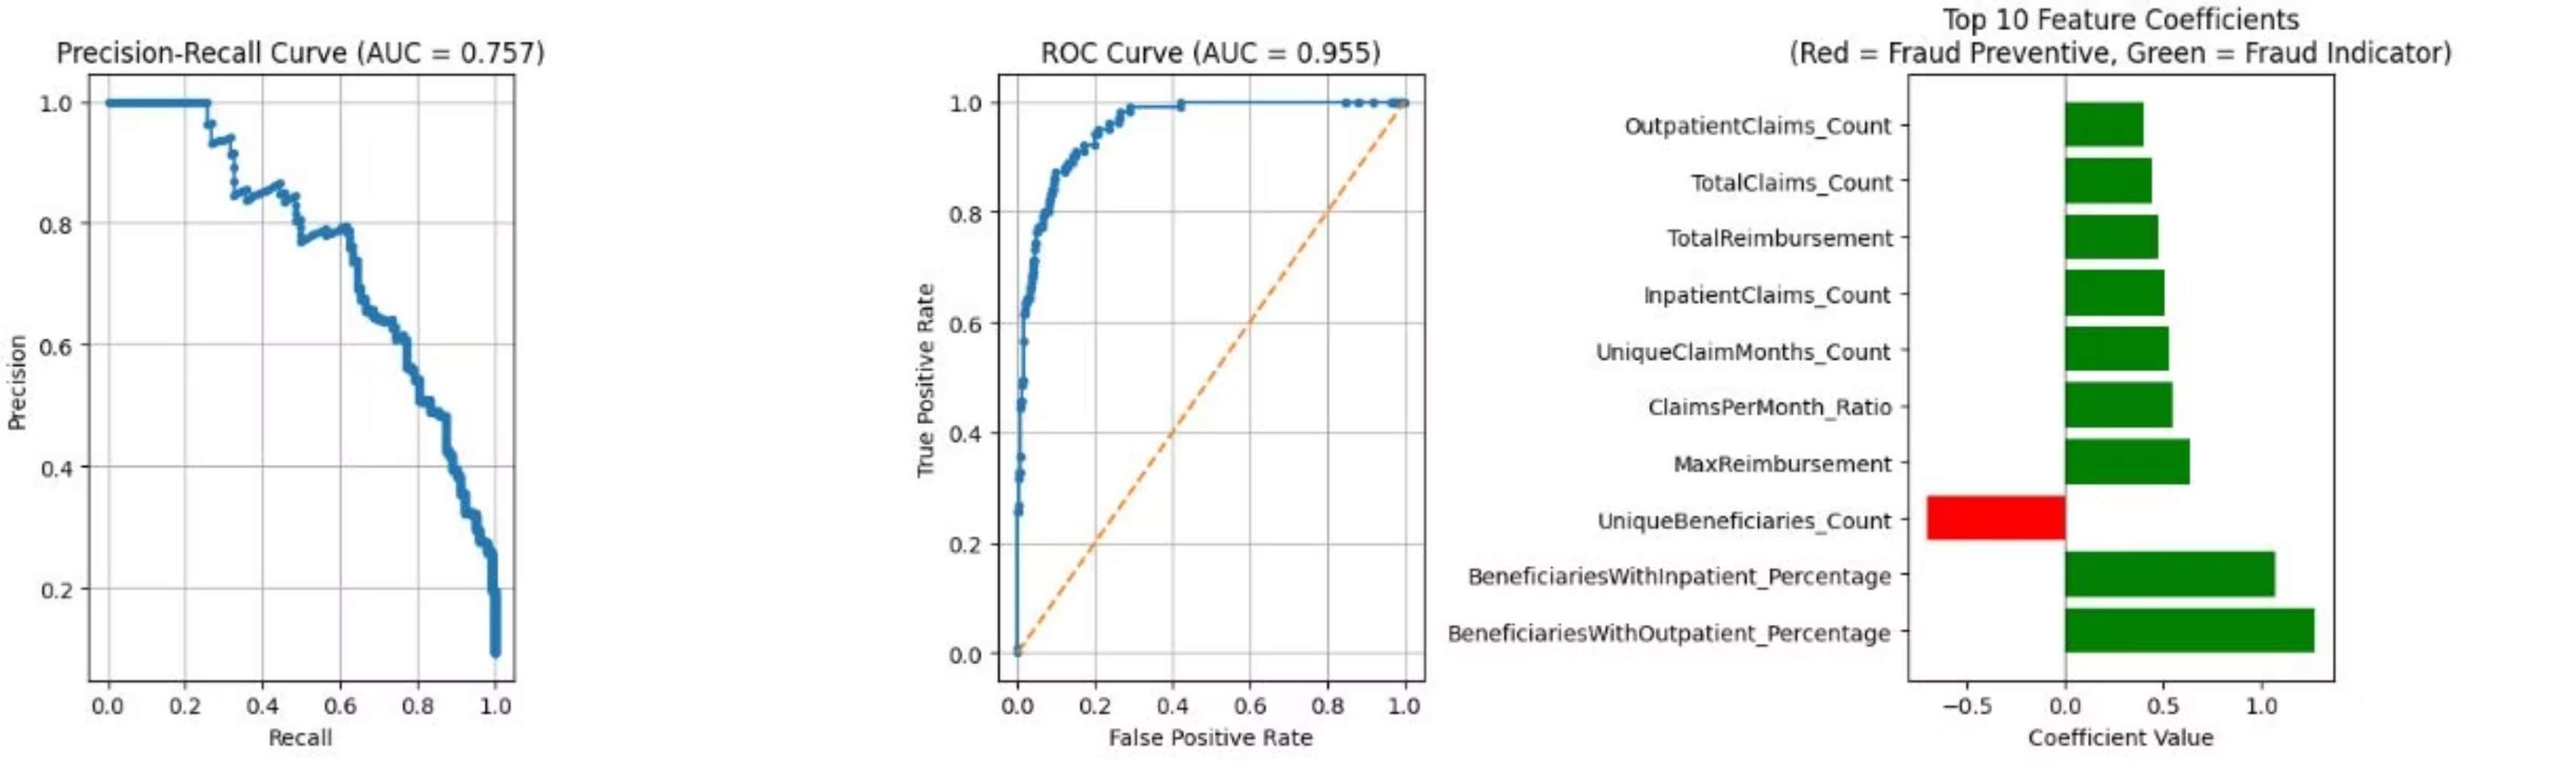 Precision-Recall Curve (AUC = 0.757)
1.0
0.8
0.6
0.4
0.2
Precision
0.0 0.2 0.4 0.6 0.8 1.0
Recall
ROC Curve (AUC = 0.955)
1.0
0.8
0.6
0.4
0.2
0.0
True Positive Rate
0.0 0.2 0.4 0.6 0.8 1.0
False Positive Rate
Top 10 Feature Coefficients
(Red = Fraud Preventive, Green = Fraud Indicator)
OutpatientClaims_Count
TotalClaims_Count
TotalReimbursement
InpatientClaims_Count
UniqueClaimMonths_Count
ClaimsPerMonth_Ratio
MaxReimbursement
UniqueBeneficiaries_Count
BeneficiariesWithInpatient_Percentage
BeneficiariesWithOutpatient_Percentage
−0.5 0.0 0.5 1.0
Coefficient Value